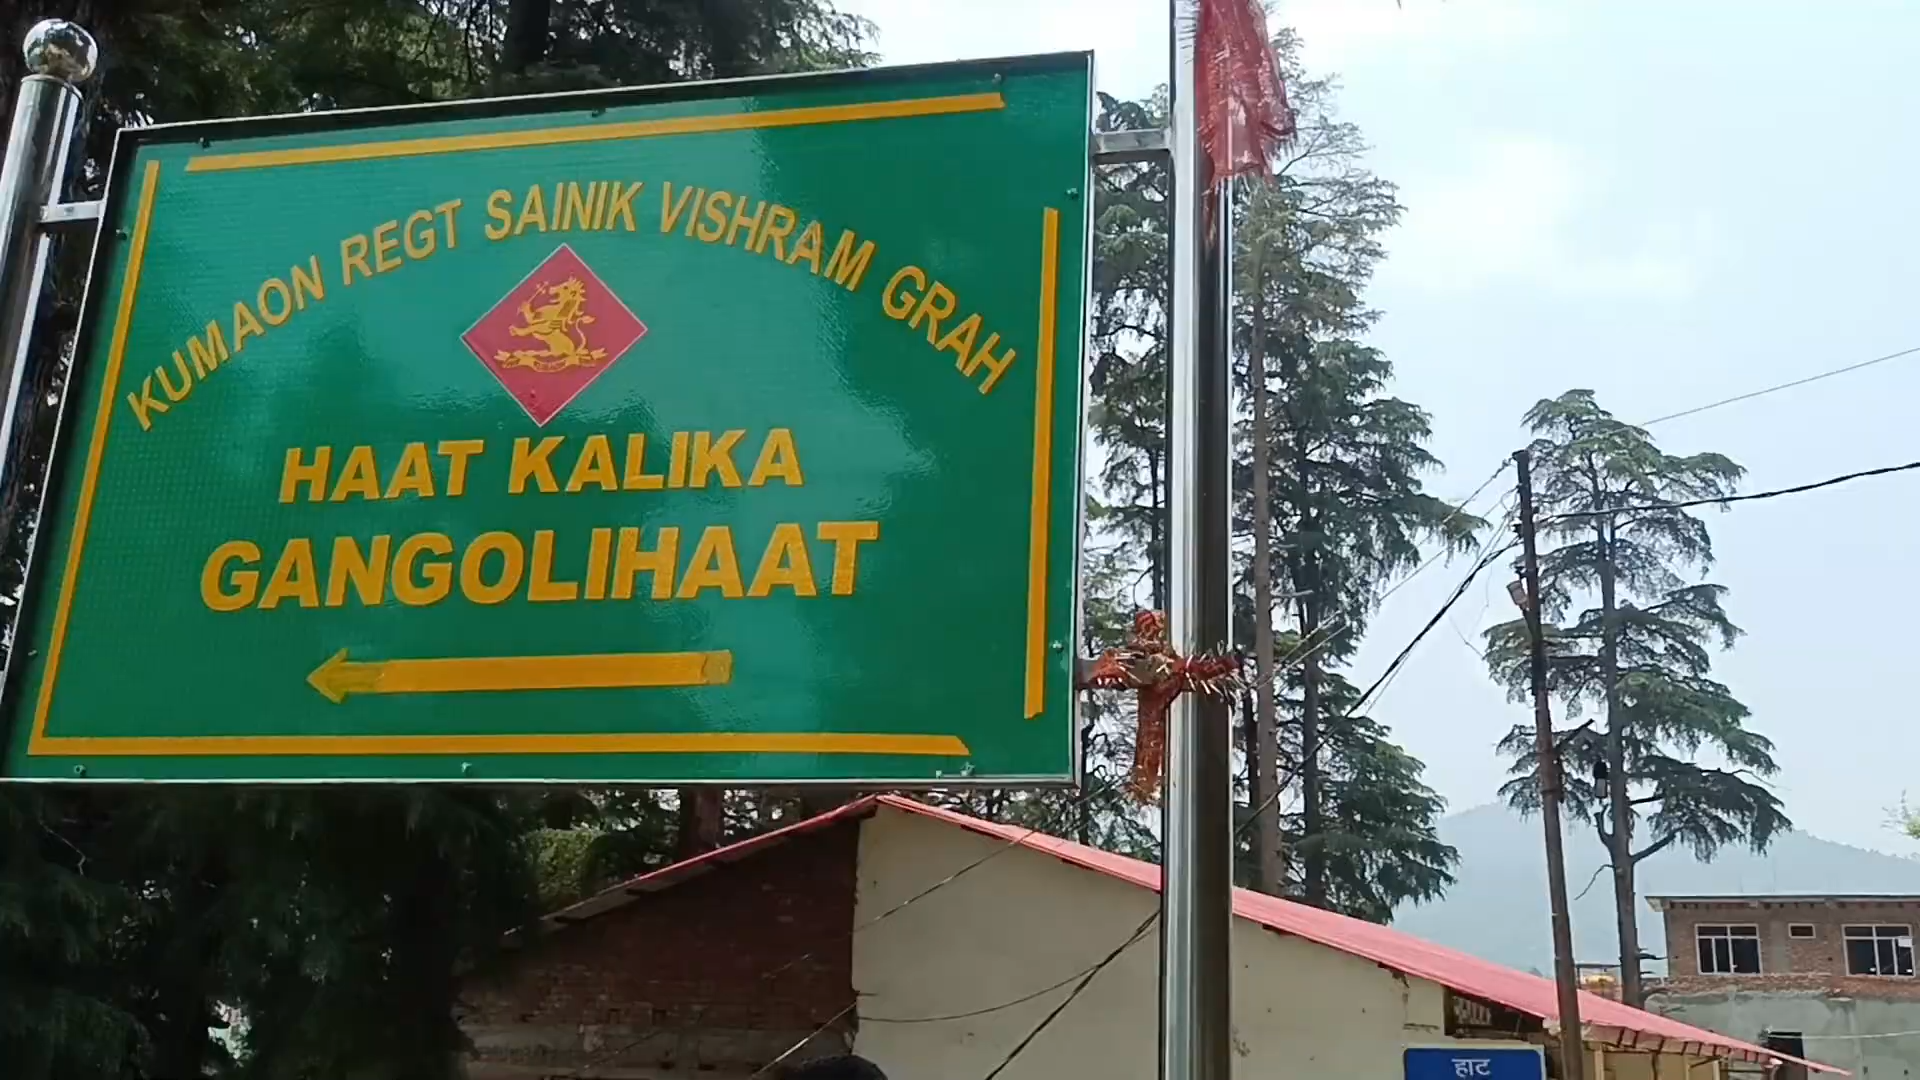 KUMAON REGT SAINIK VISHRAM GRAH
HAAT KALIKA
GANGOLIHAAT
हाट